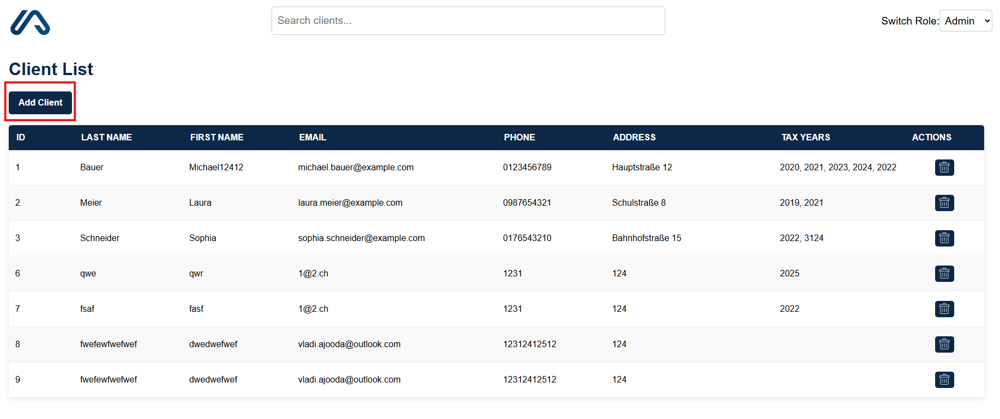 Search clients...
Switch Role: Admin
Client List
Add Client
ID LAST NAME FIRST NAME EMAIL PHONE ADDRESS TAX YEARS ACTIONS
1 Bauer Michael12412 michael.bauer@example.com 0123456789 Hauptstraße 12 2020, 2021, 2023, 2024, 2022
2 Meier Laura laura.meier@example.com 0987654321 Schulstraße 8 2019, 2021
3 Schneider Sophia sophia.schneider@example.com 0176543210 Bahnhofstraße 15 2022, 3124
6 qwe qwr 1@2.ch 1231 124 2025
7 fsaf fasf 1@2.ch 1231 124 2022
8 fwefewfwefwef dwedwefwef vladi.ajooda@outlook.com 12312412512 124
9 fwefewfwefwef dwedwefwef vladi.ajooda@outlook.com 12312412512 124